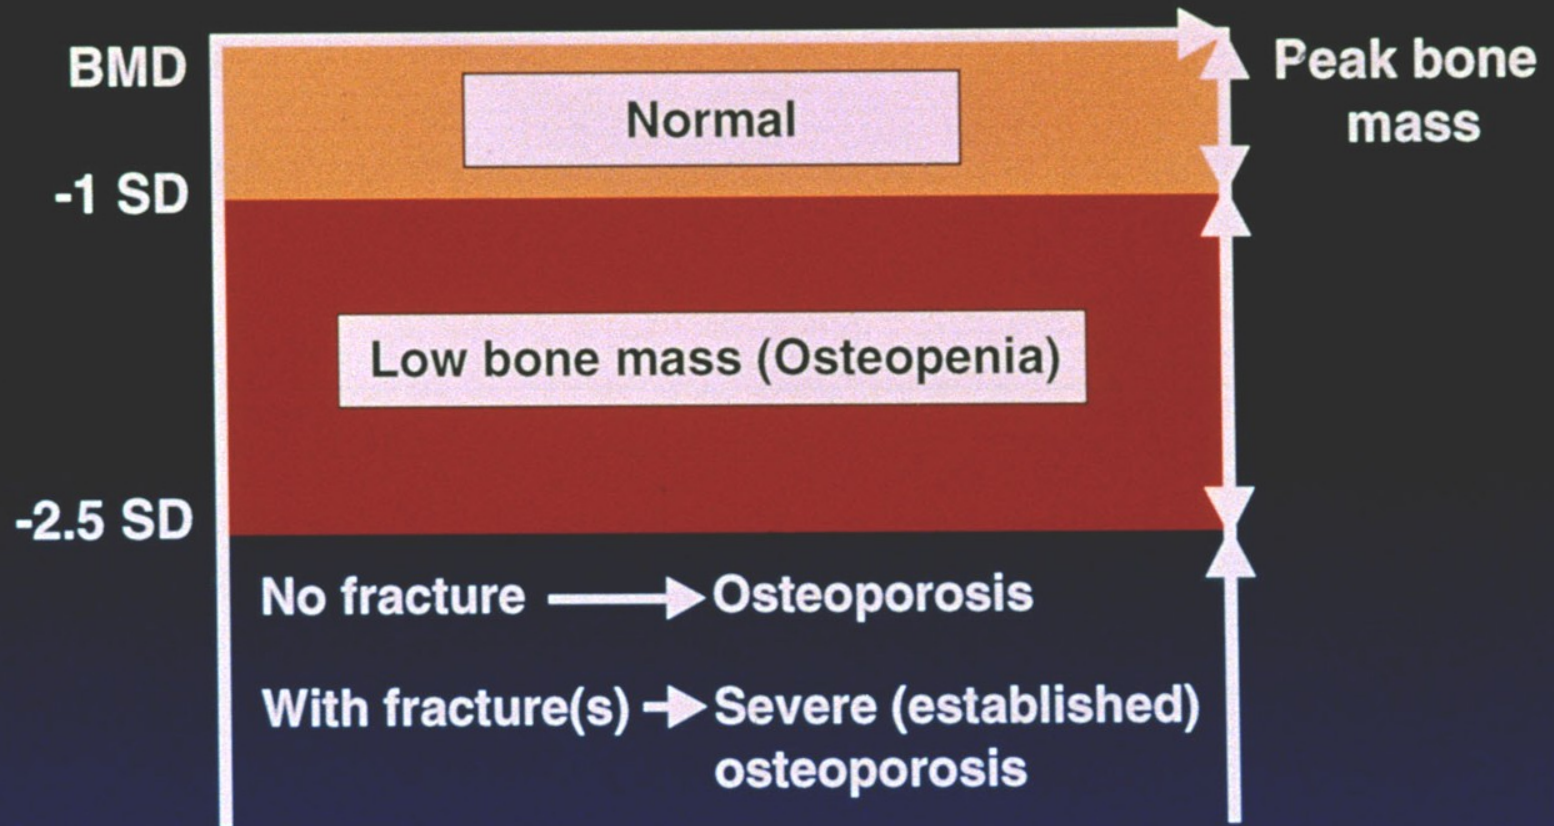 BMD
Peak bone
mass
Normal
-1 SD
Low bone mass (Osteopenia)
-2.5 SD
No fracture
Osteoporosis
With fracture(s)
Severe (established)
osteoporosis